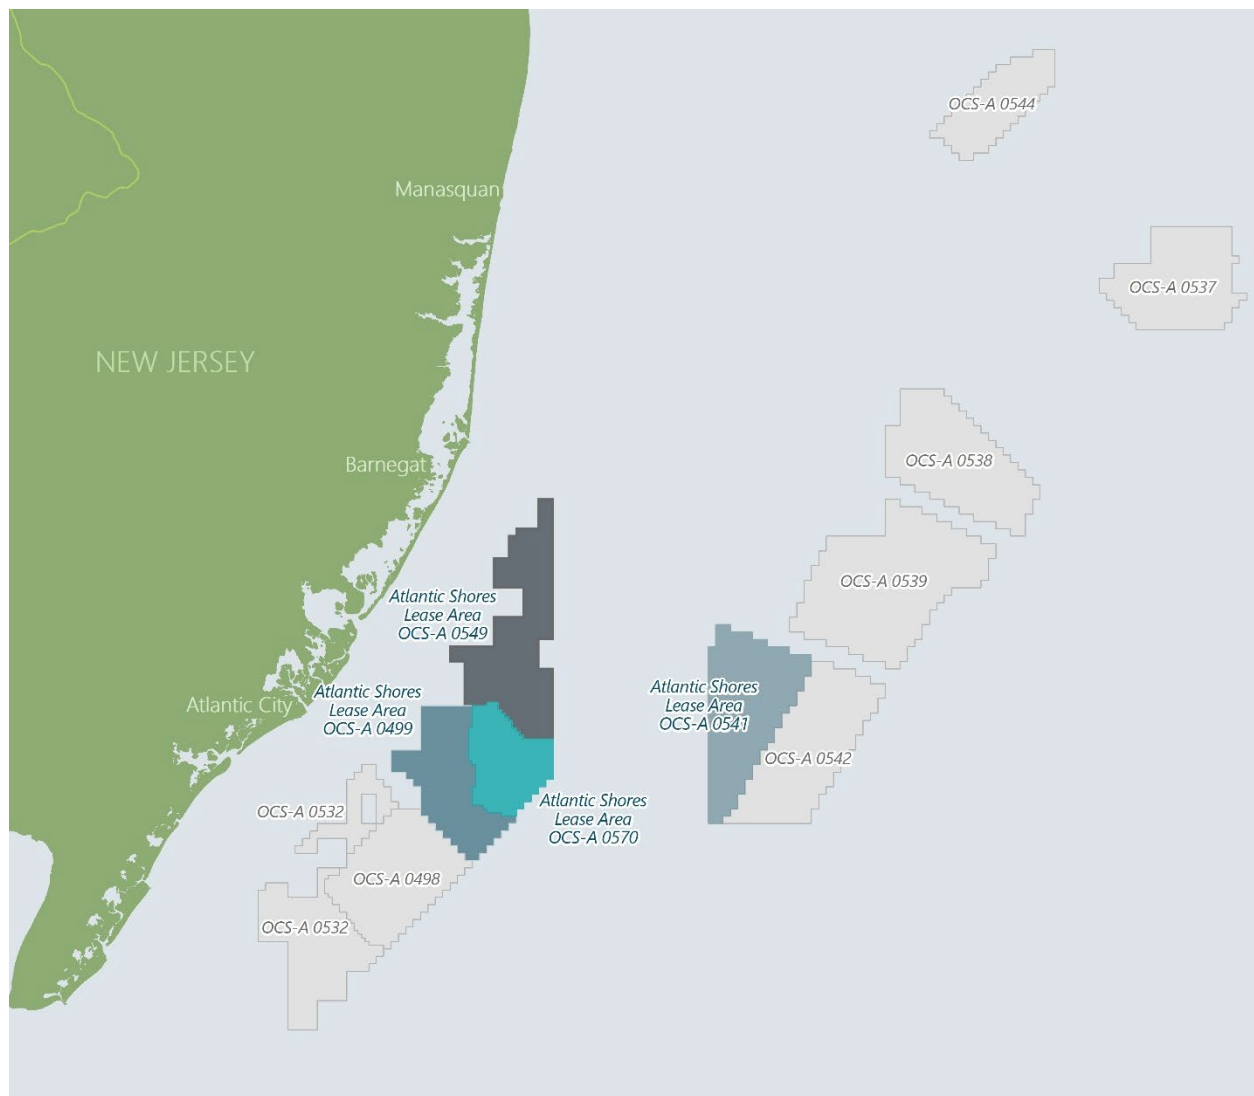 OCS-A 0544
Manasquan
OCS-A 0537
NEW JERSEY
Barnegat
OCS-A 0538
OCS-A 0539
Atlantic Shores
Lease Area
OCS-A 0549
Atlantic City
Atlantic Shores
Lease Area
OCS-A 0499
Atlantic Shores
Lease Area
OCS-A 0541
OCS-A 0542
OCS-A 0532
Atlantic Shores
Lease Area
OCS-A 0570
OCS-A 0498
OCS-A 0532